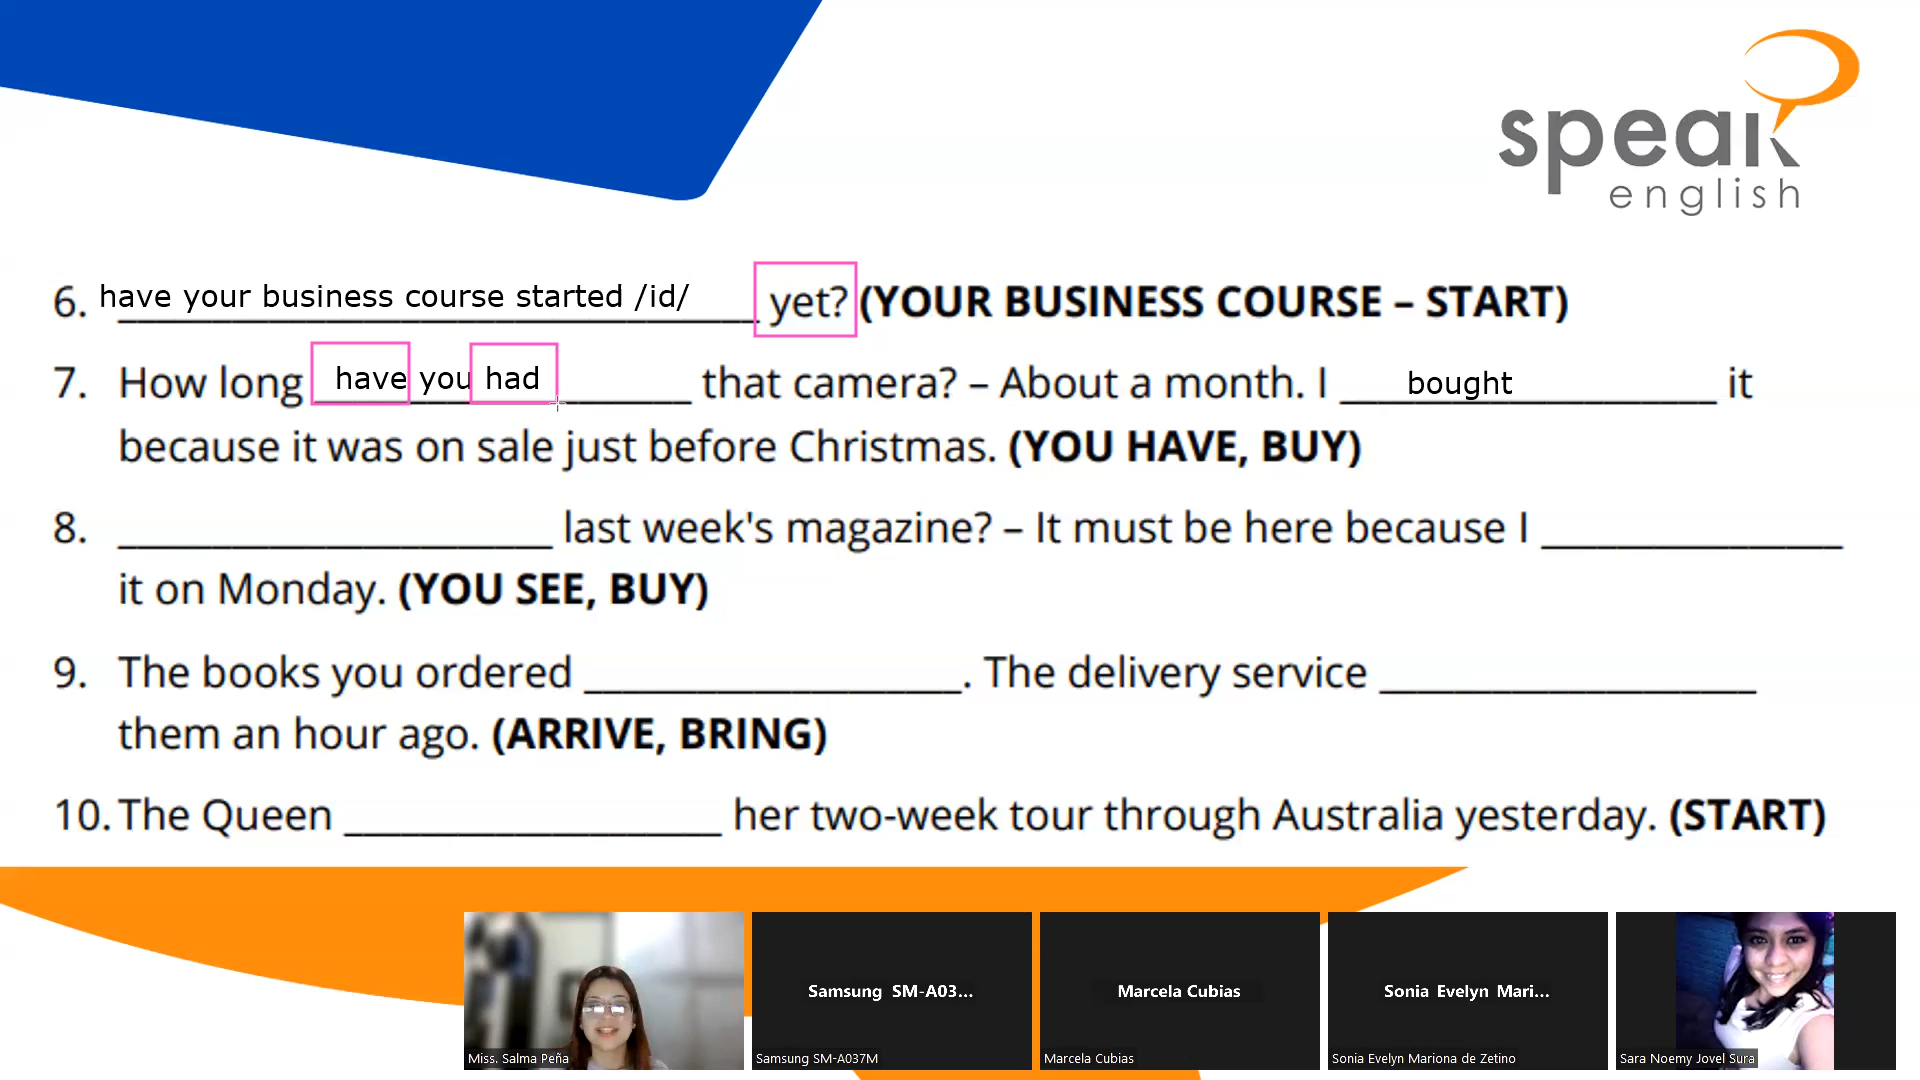 speak
english
6. have your business course started /id/ yet? (YOUR BUSINESS COURSE – START)
7. How long have you had that camera? – About a month. I bought it
because it was on sale just before Christmas. (YOU HAVE, BUY)
8. ____ last week's magazine? – It must be here because I ____
it on Monday. (YOU SEE, BUY)
9. The books you ordered ____. The delivery service ____
them an hour ago. (ARRIVE, BRING)
10. The Queen ____ her two-week tour through Australia yesterday. (START)
Samsung SM-A03... Marcela Cubias Sonia Evelyn Mari...
Miss. Salma Peña Samsung SM-A037M Marcela Cubias Sonia Evelyn Mariona de Zetino Sara Noemy Jovel Sura